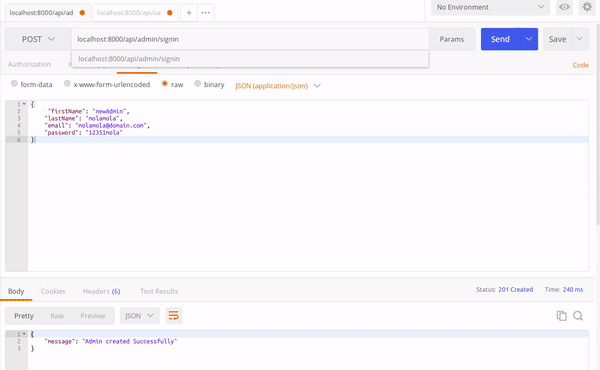 localhost:8000/api/ad
localhost:8000/api/ca
No Environment
POST
localhost:8000/api/admin/signin
Params
Send
Save
localhost:8000/api/admin/signin
Authorization
Code
form-data
x-www-form-urlencoded
raw
binary
JSON (application/json)
1 {
2 "firstName": "newAdmin",
3 "lastName": "molamola",
4 "email": "molamola@domain.com",
5 "password": "12351nola"
6 }
Body
Cookies
Headers (6)
Test Results
Status: 201 Created
Time: 240 ms
Pretty
Raw
Preview
JSON
1 {
2 "message": "Admin created Successfully"
3 }